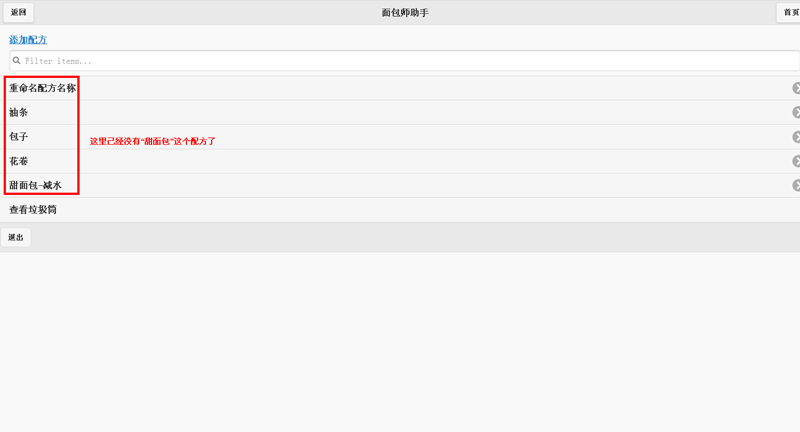 返回
面包师助手
首页
添加配方
Filter items...
重命名配方名称
油条
包子
这里已经没有“甜面包”这个配方了
花卷
甜面包-减水
查看垃圾筒
退出